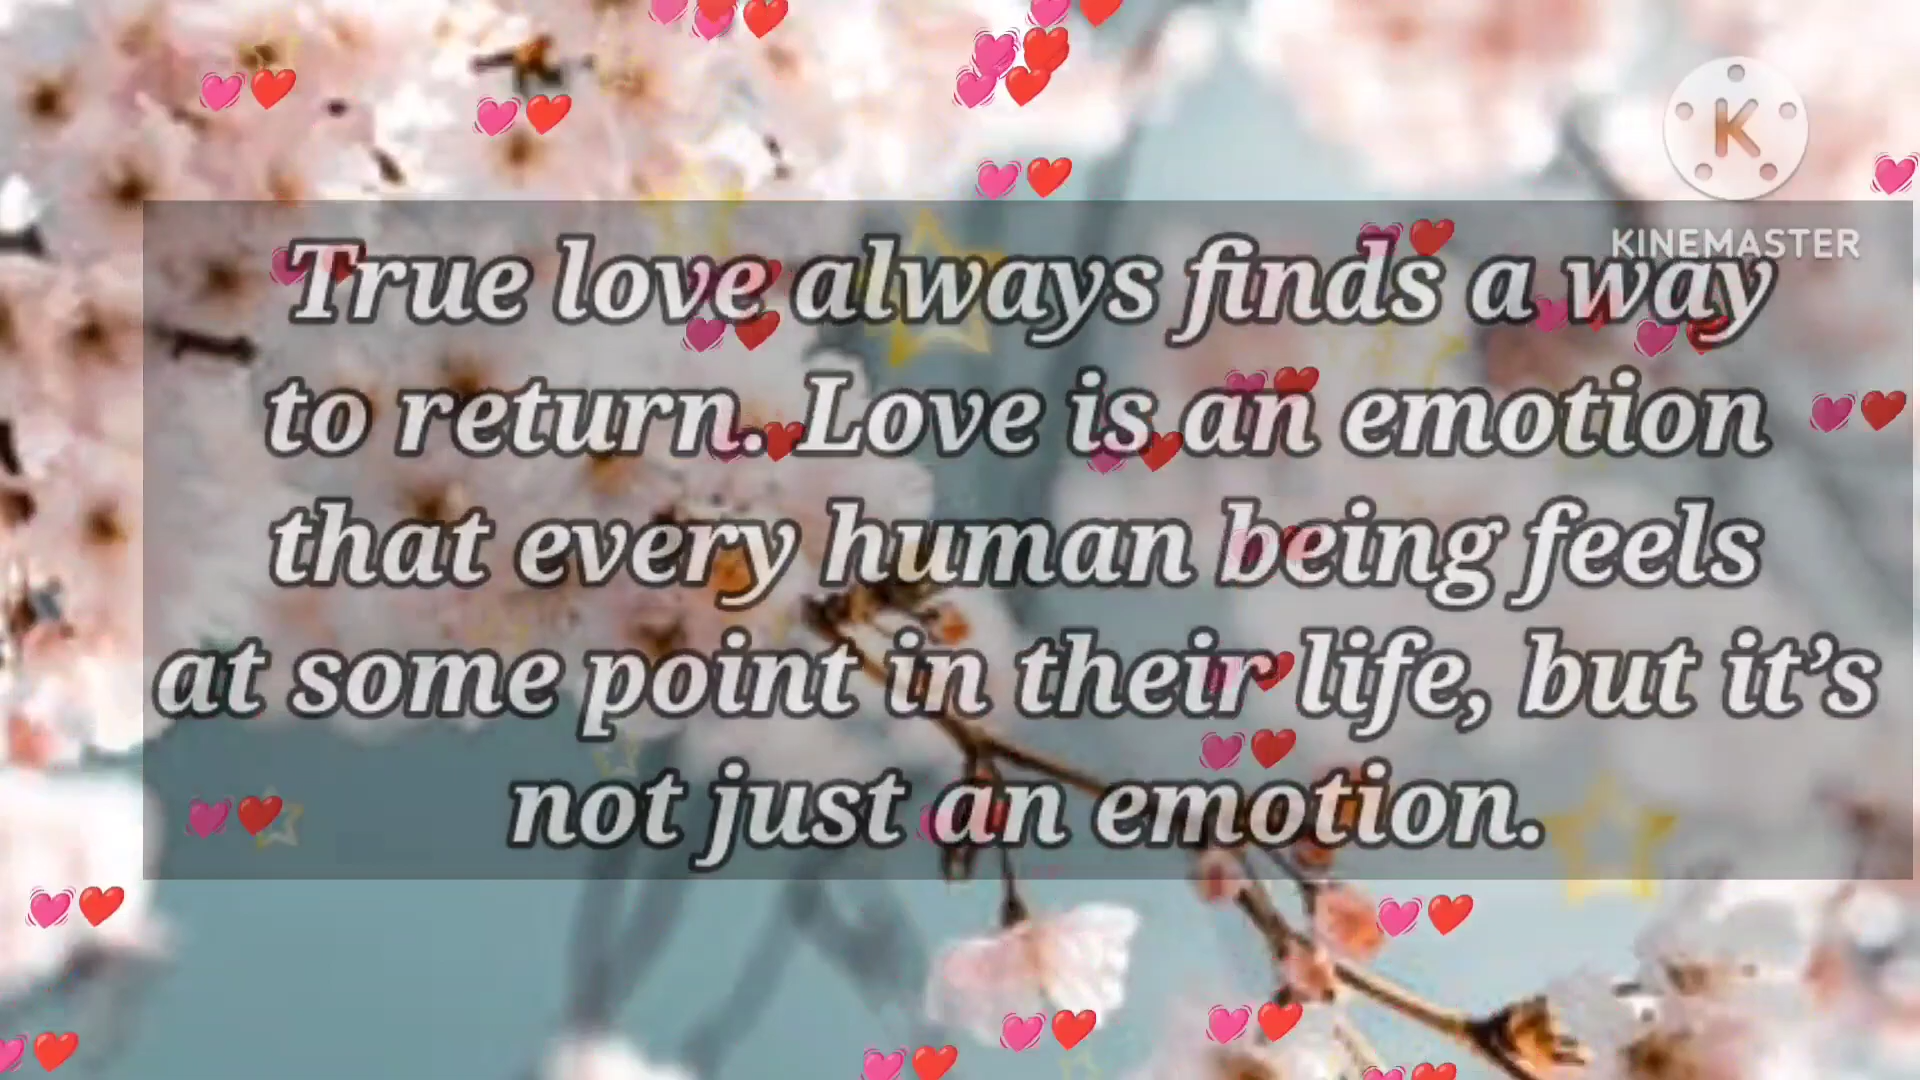 K
KINEMASTER
True love always finds a way
to return. Love is an emotion
that every human being feels
at some point in their life, but it’s
not just an emotion.